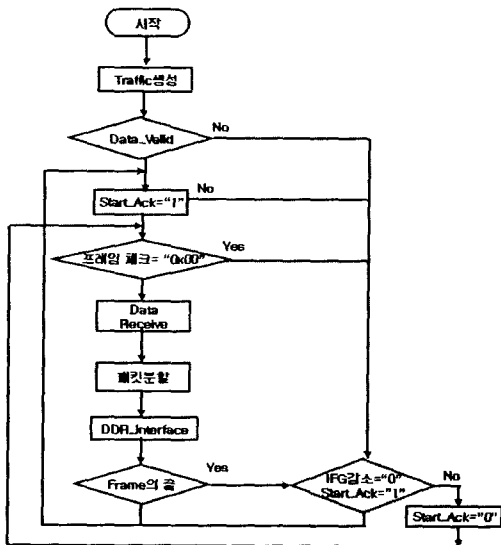 시작
Traffic생성
Data_Valid
No
Start_Ack="1"
No
프레임 체크= "0x00"
Yes
Data
Receive
패킷분할
DDR_Interface
Frame의 끝
Yes
IFG감소="0"
Start_Ack="1"
No
Start_Ack="0"